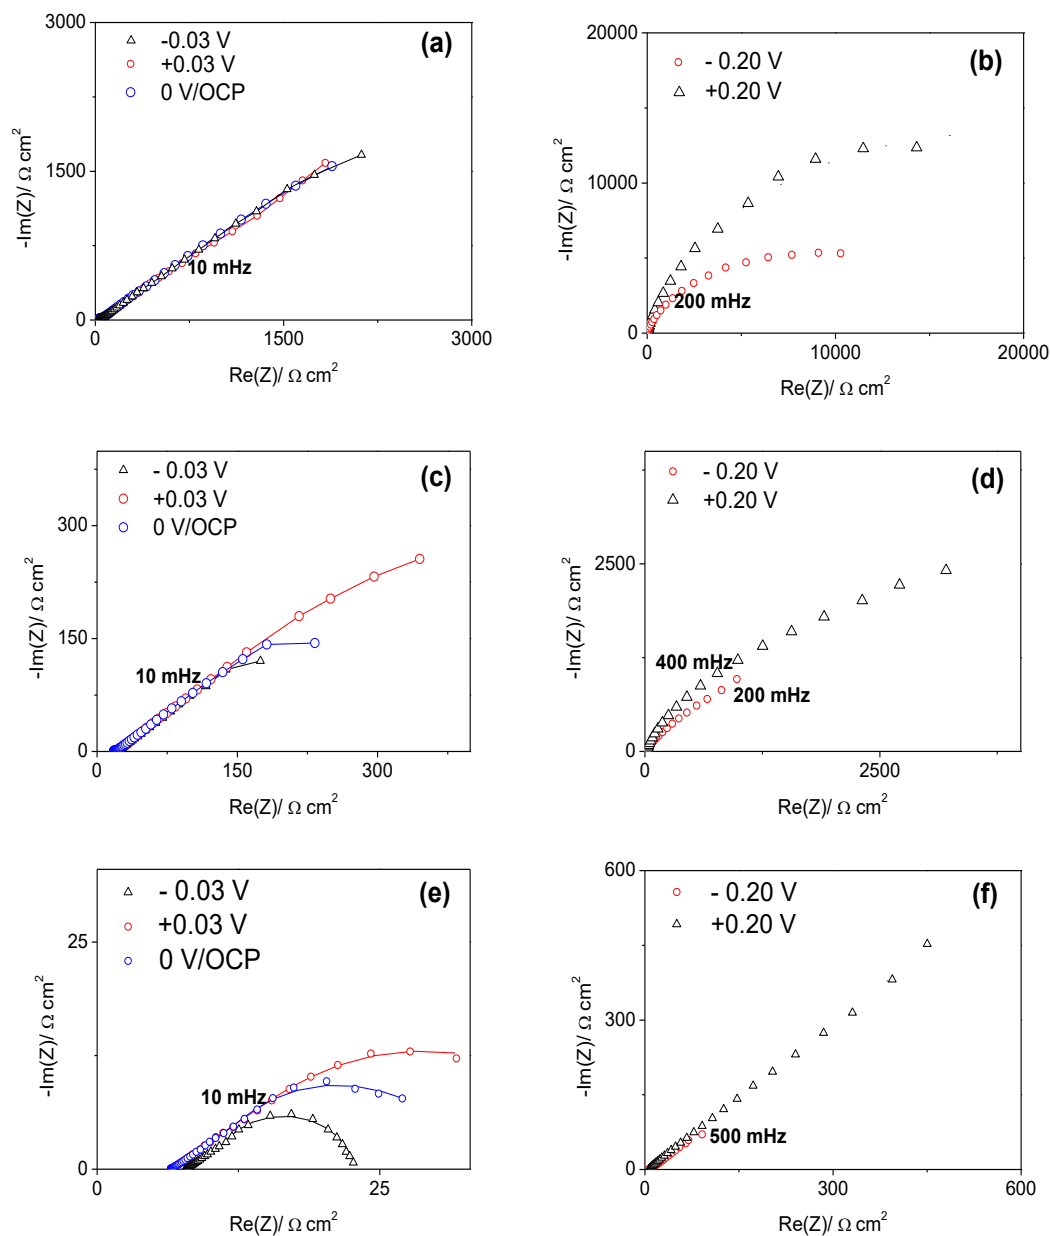 3000
1500
0
0
1500
3000
-Im(Z)/ Ω cm²
Re(Z)/ Ω cm²
-0.03 V
+0.03 V
0 V/OCP
(a)
10 mHz
20000
10000
0
0
10000
20000
-Im(Z)/ Ω cm²
Re(Z)/ Ω cm²
- 0.20 V
+0.20 V
(b)
200 mHz
300
150
0
0
150
300
-Im(Z)/ Ω cm²
Re(Z)/ Ω cm²
- 0.03 V
+0.03 V
0 V/OCP
(c)
10 mHz
2500
0
0
2500
-Im(Z)/ Ω cm²
Re(Z)/ Ω cm²
- 0.20 V
+0.20 V
(d)
400 mHz
200 mHz
25
0
0
25
-Im(Z)/ Ω cm²
Re(Z)/ Ω cm²
- 0.03 V
+0.03 V
0 V/OCP
(e)
10 mHz
600
300
0
0
300
600
-Im(Z)/ Ω cm²
Re(Z)/ Ω cm²
- 0.20 V
+0.20 V
(f)
500 mHz